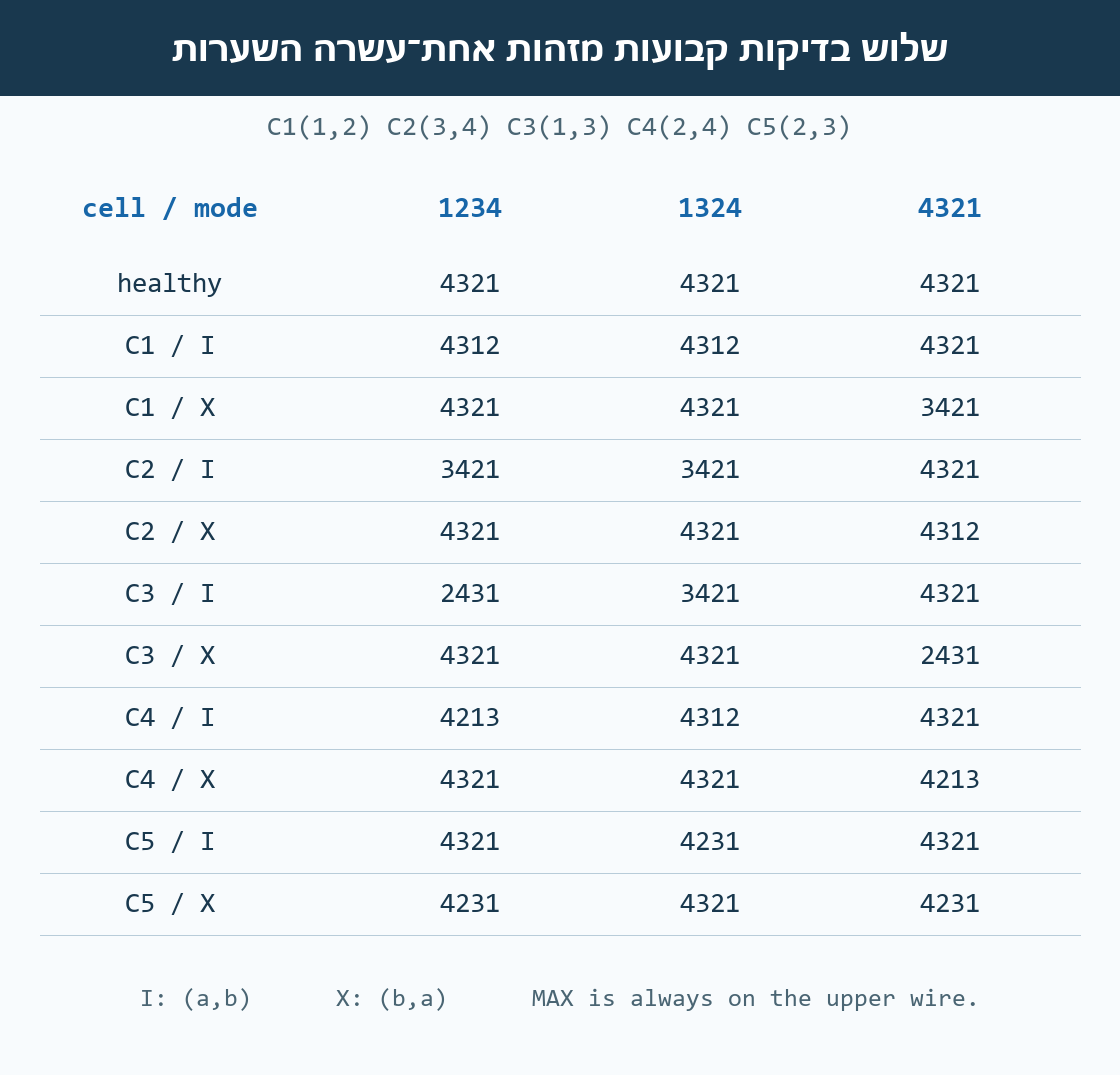 שלוש בדיקות קבועות מזהות אחת־עשרה השערות
C1(1,2) C2(3,4) C3(1,3) C4(2,4) C5(2,3)
cell / mode 1234 1324 4321
healthy 4321 4321 4321
C1 / I 4312 4312 4321
C1 / X 4321 4321 3421
C2 / I 3421 3421 4321
C2 / X 4321 4321 4312
C3 / I 2431 3421 4321
C3 / X 4321 4321 2431
C4 / I 4213 4312 4321
C4 / X 4321 4321 4213
C5 / I 4321 4231 4321
C5 / X 4231 4321 4231
I: (a,b) X: (b,a) MAX is always on the upper wire.